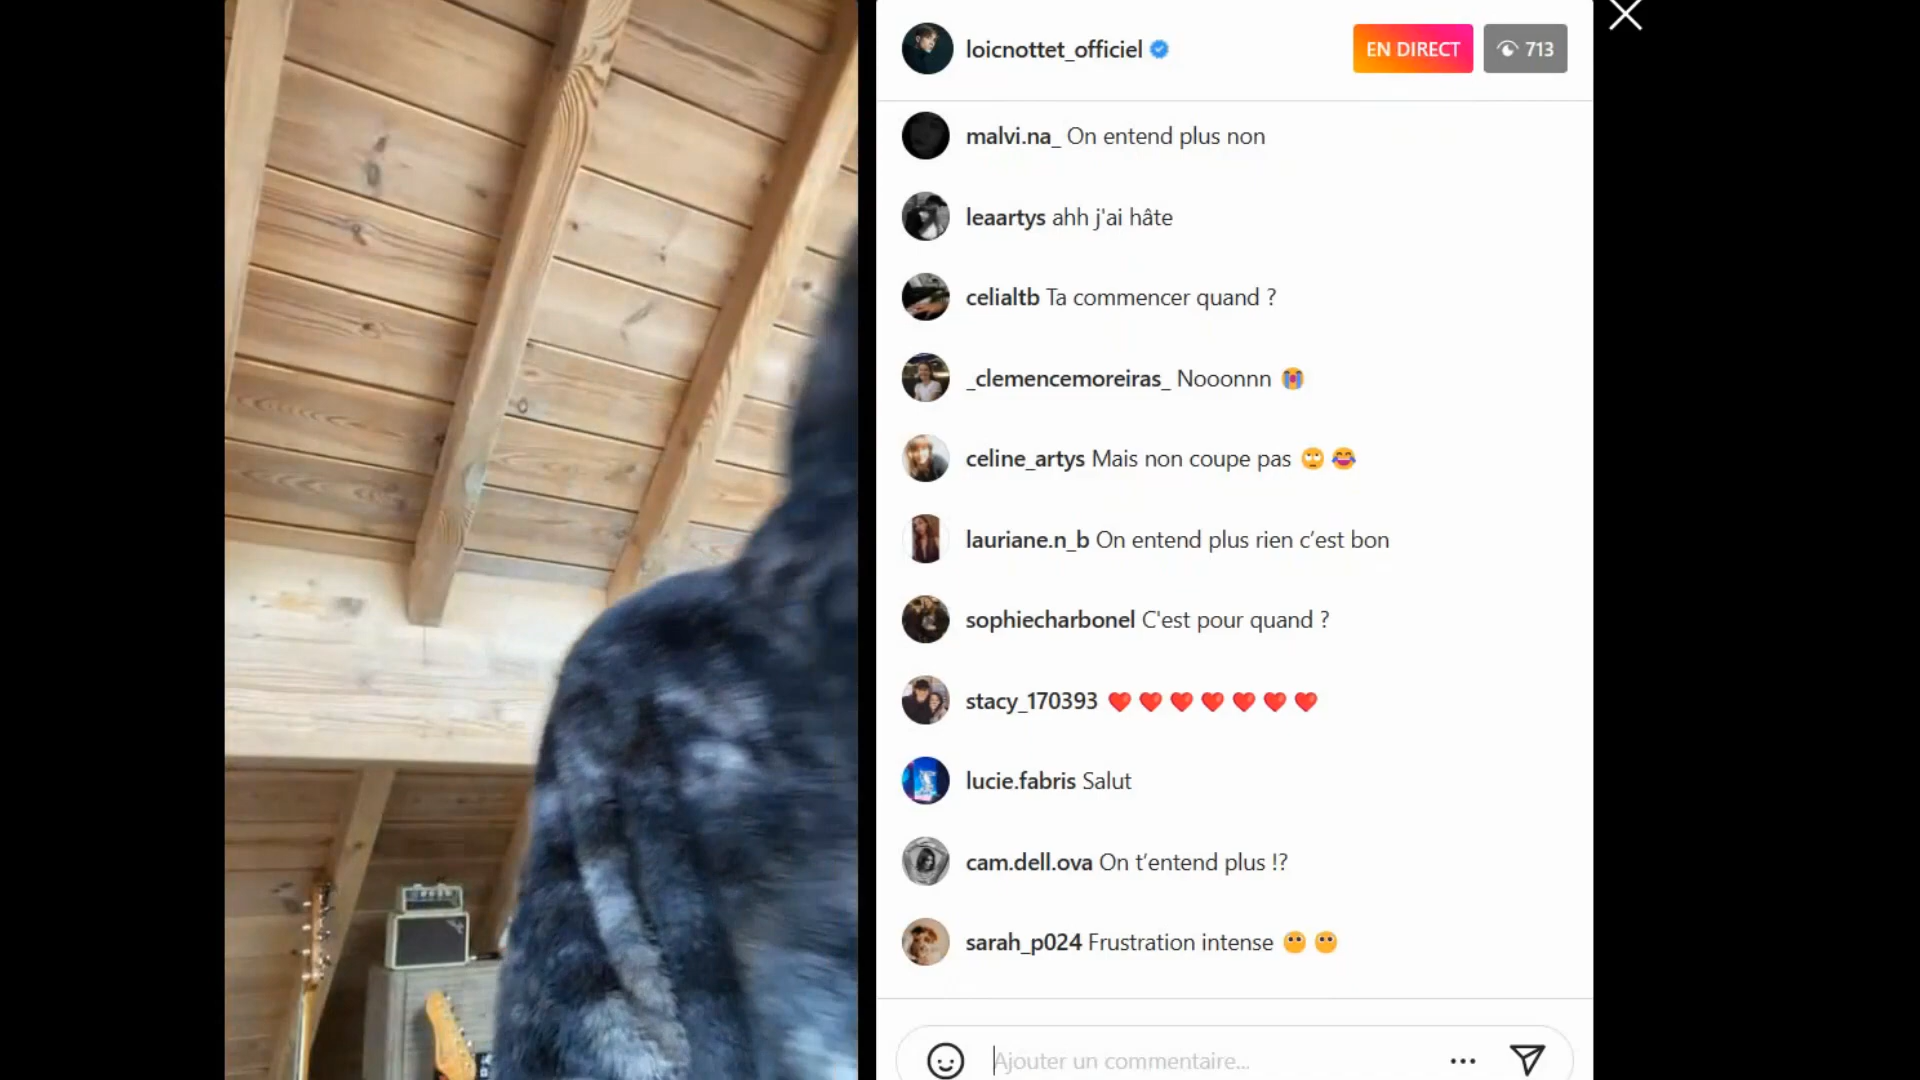 loicnottet_officiel
EN DIRECT
713
malvi.na_ On entend plus non
leaartys ahh j'ai hâte
celialtb Ta commencer quand ?
_clemencemoreiras_ Nooonnn 😭
celine_artys Mais non coupe pas 🙄 😂
lauriane.n_b On entend plus rien c’est bon
sophiecharbonel C'est pour quand ?
stacy_170393 ❤️ ❤️ ❤️ ❤️ ❤️ ❤️ ❤️
lucie.fabris Salut
cam.dell.ova On t’entend plus !?
sarah_p024 Frustration intense 😶 😶
Ajouter un commentaire...